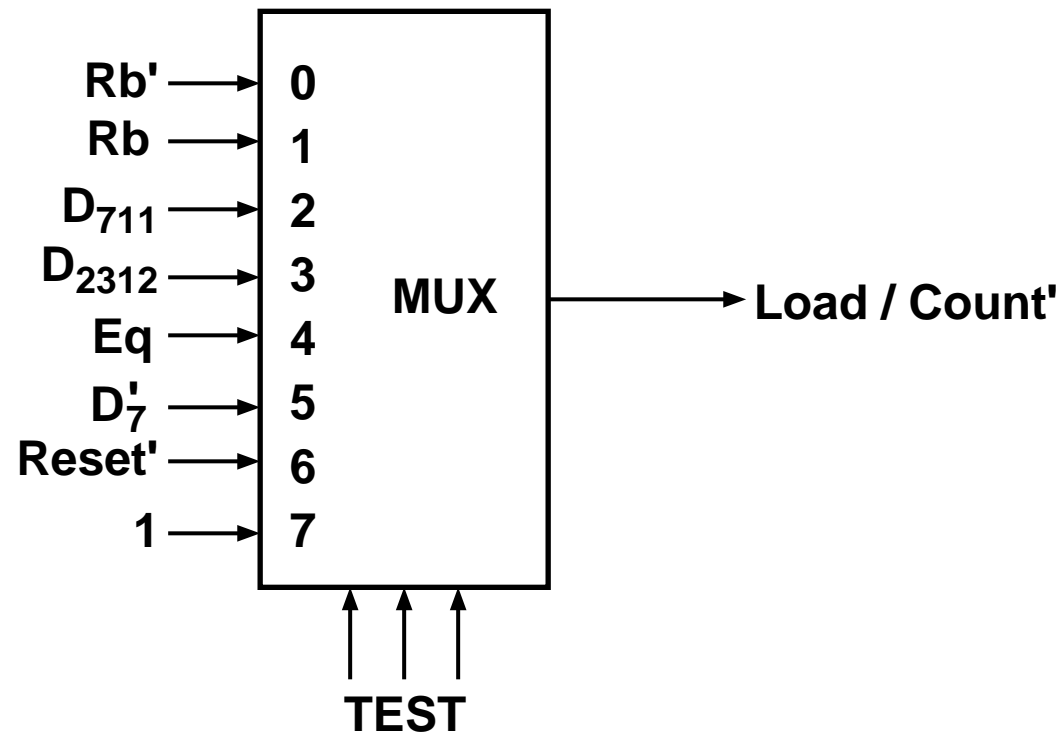 Rb' 0
Rb 1
D711 2
D2312 3
MUX
Load / Count'
Eq 4
D'7 5
Reset' 6
1 7
TEST